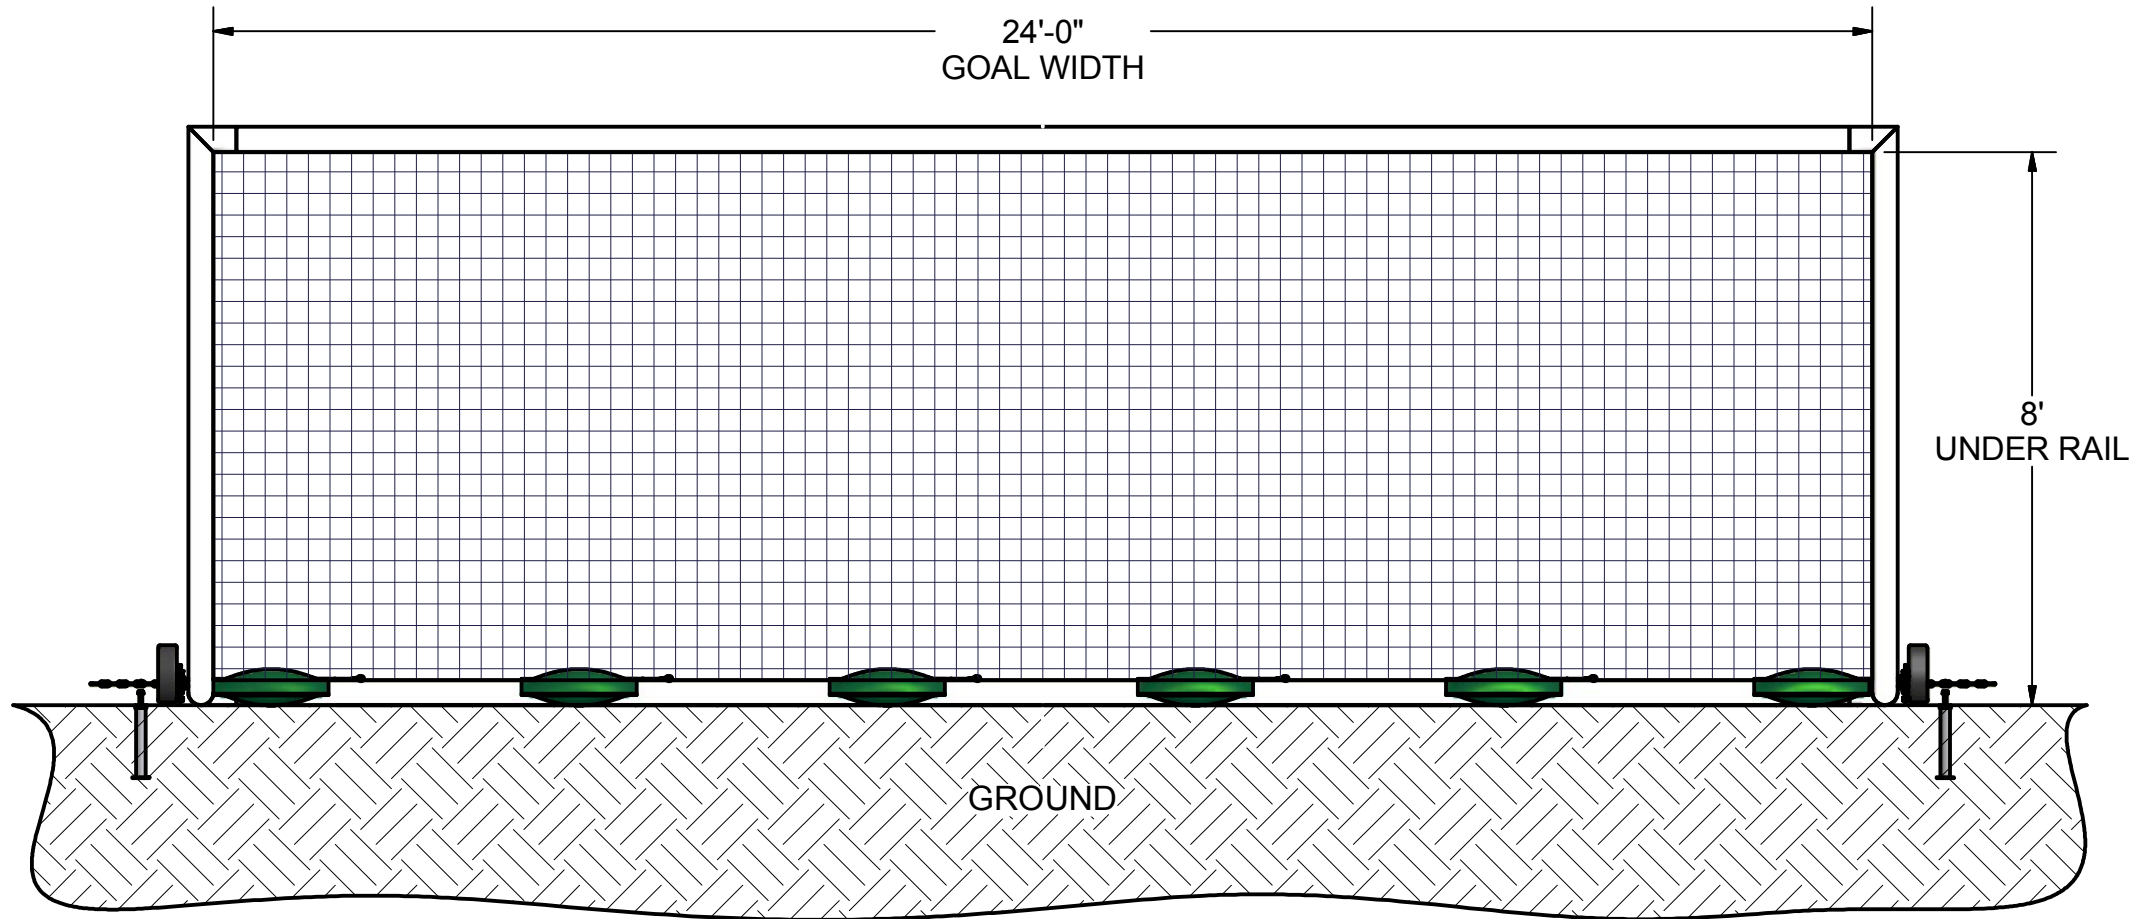 24'-0"
GOAL WIDTH
8'
UNDER RAIL
GROUND